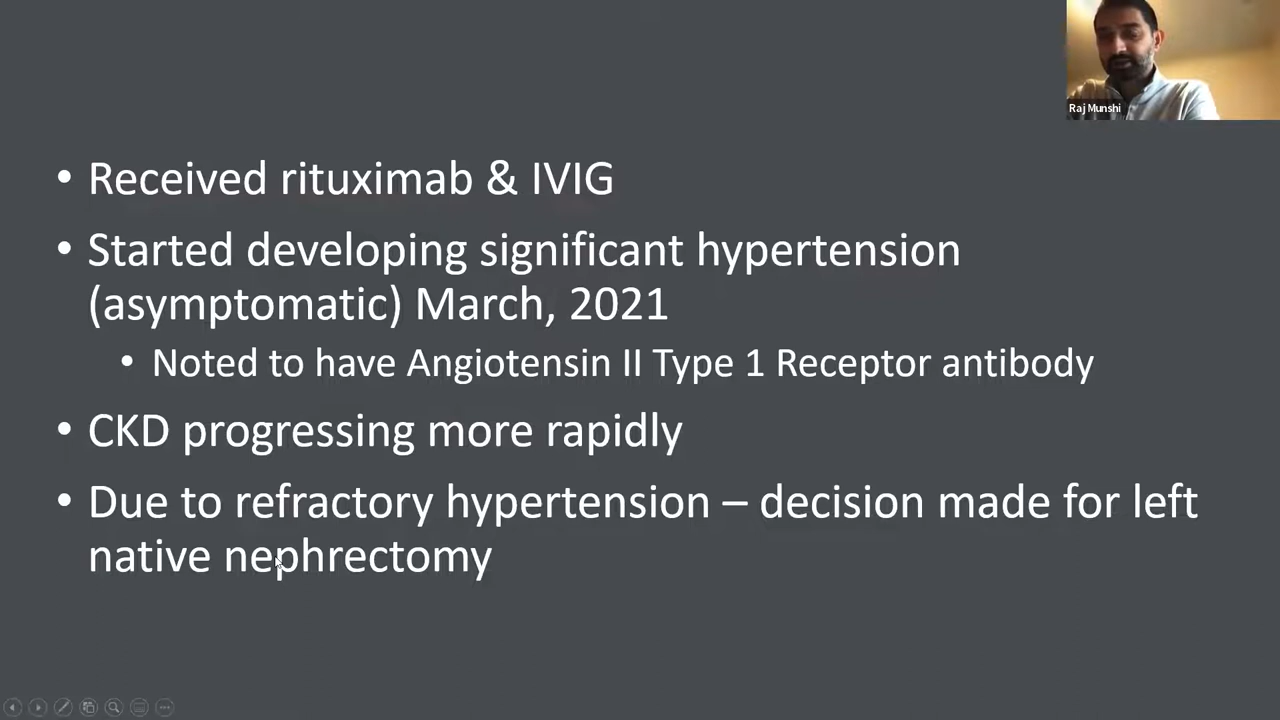 Raj Munshi
• Received rituximab & IVIG
• Started developing significant hypertension
(asymptomatic) March, 2021
• Noted to have Angiotensin II Type 1 Receptor antibody
• CKD progressing more rapidly
• Due to refractory hypertension – decision made for left
native nephrectomy